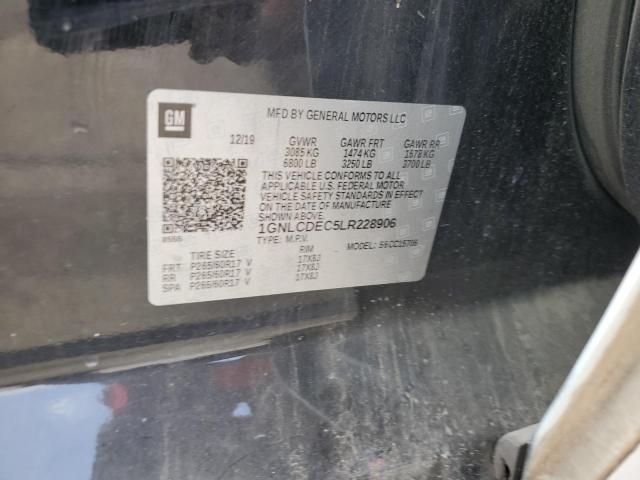 GM
MFD BY GENERAL MOTORS LLC
12/19 GVWR GAWR FRT GAWR RR
3085 KG 1474 KG 1678 KG
6800 LB 3250 LB 3700 LB
THIS VEHICLE CONFORMS TO ALL
APPLICABLE U.S. FEDERAL MOTOR
VEHICLE SAFETY STANDARDS IN EFFECT
ON THE DATE OF MANUFACTURE
SHOWN ABOVE.
1GNLCDEC5LR228906
TYPE: M.P.V. MODEL:
TIRE SIZE RIM
FRT P265/60R17 V 17X8J
RR P265/60R17 V 17X8J
SPA P265/60R17 V 17X8J